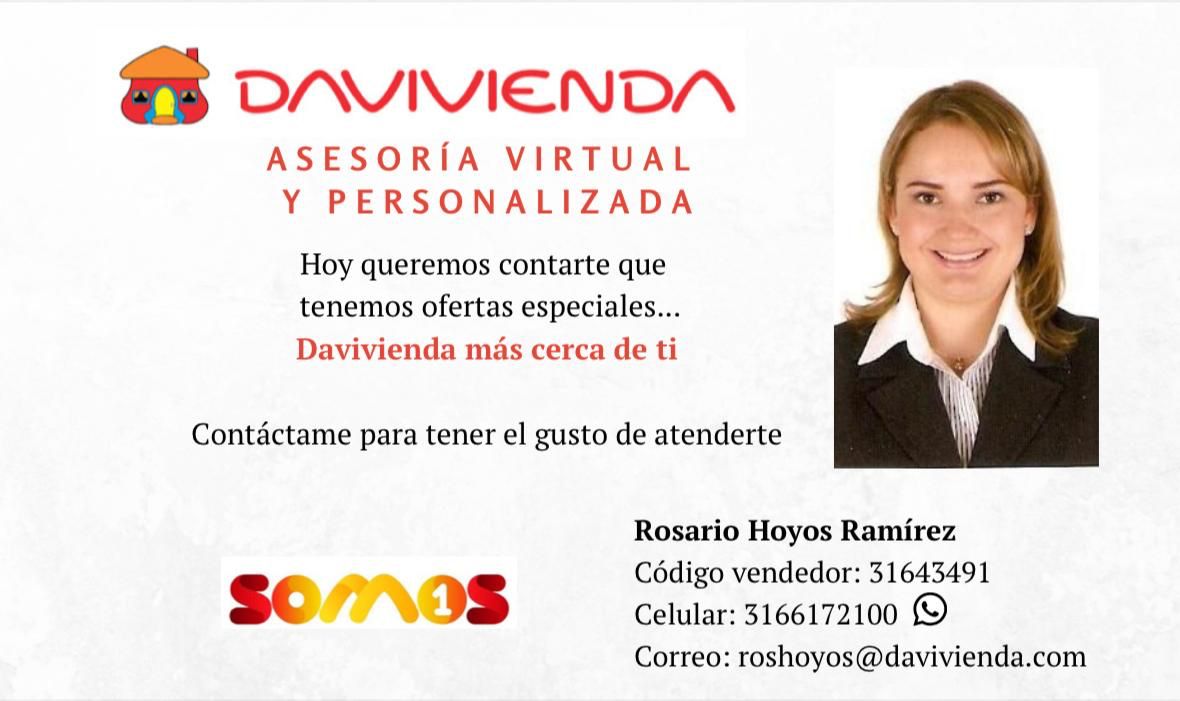 DAVIVIENDA
ASESORÍA VIRTUAL
Y PERSONALIZADA
Hoy queremos contarte que
tenemos ofertas especiales...
Davivienda más cerca de ti
Contáctame para tener el gusto de atenderte
SOMOS
1
Rosario Hoyos Ramírez
Código vendedor: 31643491
Celular: 3166172100
Correo: roshoyos@davivienda.com